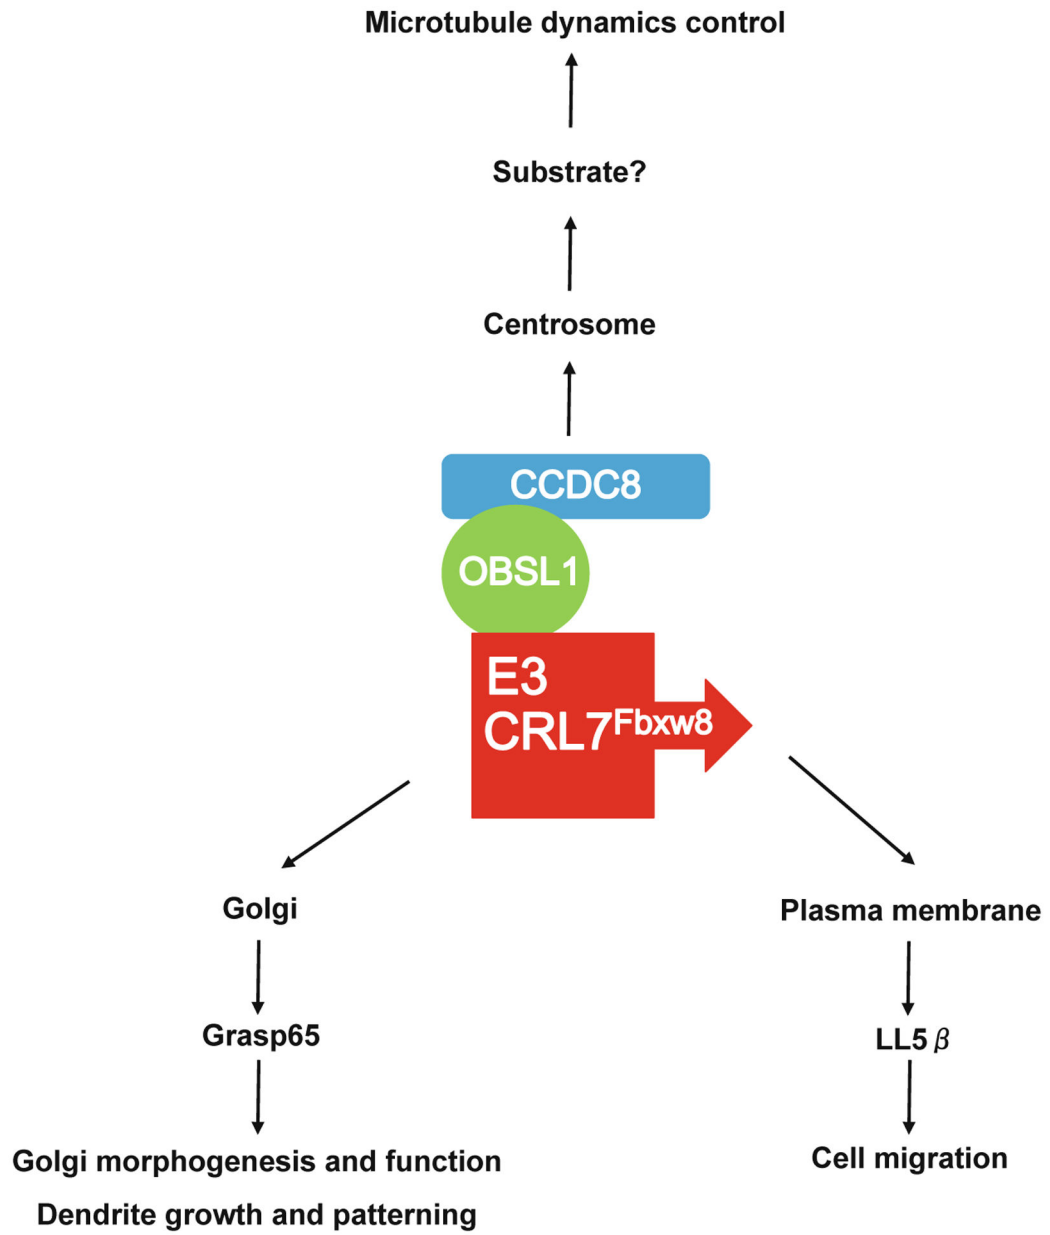 Microtubule dynamics control
Substrate?
Centrosome
CCDC8
OBSL1
E3
CRL7Fbxw8
Golgi
Plasma membrane
Grasp65
LL5 β
Golgi morphogenesis and function
Cell migration
Dendrite growth and patterning